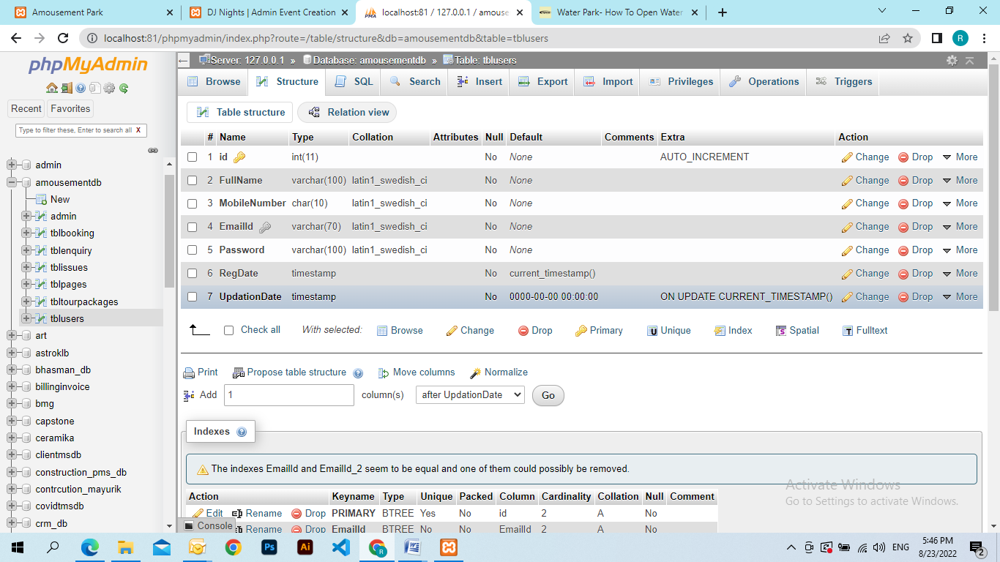 Amousement Park
DJ Nights | Admin Event Creation
localhost:81 / 127.0.0.1 / amouse
Water Park- How To Open Water
localhost:81/phpmyadmin/index.php?route=/table/structure&db=amousementdb&table=tblusers
R
phpMyAdmin
Recent Favorites
Type to filter these, Enter to search all X
admin
amousementdb
New
admin
tblbooking
tblenquiry
tblissues
tblpages
tbltourpackages
tblusers
art
astroklb
bhasman_db
billinginvoice
bmg
capstone
ceramika
clientmsdb
construction_pms_db
contrcution_mayurik
covidtmsdb
crm_db
Server: 127.0.0.1 » Database: amousementdb » Table: tblusers
Browse Structure SQL Search Insert Export Import Privileges Operations Triggers
Table structure Relation view
# Name Type Collation Attributes Null Default Comments Extra Action
1 id int(11) No None AUTO_INCREMENT Change Drop More
2 FullName varchar(100) latin1_swedish_ci No None Change Drop More
3 MobileNumber char(10) latin1_swedish_ci No None Change Drop More
4 EmailId varchar(70) latin1_swedish_ci No None Change Drop More
5 Password varchar(100) latin1_swedish_ci No None Change Drop More
6 RegDate timestamp No current_timestamp() Change Drop More
7 UpdationDate timestamp No 0000-00-00 00:00:00 ON UPDATE CURRENT_TIMESTAMP() Change Drop More
Check all With selected: Browse Change Drop Primary Unique Index Spatial Fulltext
Print Propose table structure Move columns Normalize
Add 1 column(s) after UpdationDate Go
Indexes
The indexes EmailId and EmailId_2 seem to be equal and one of them could possibly be removed.
Action Keyname Type Unique Packed Column Cardinality Collation Null Comment
Edit Rename Drop PRIMARY BTREE Yes No id 2 A No
Rename Drop EmailId BTREE No No EmailId 2 A No
Console
Activate Windows
Go to Settings to activate Windows.
Ps
Ai
R
ENG
5:46 PM
8/23/2022
2